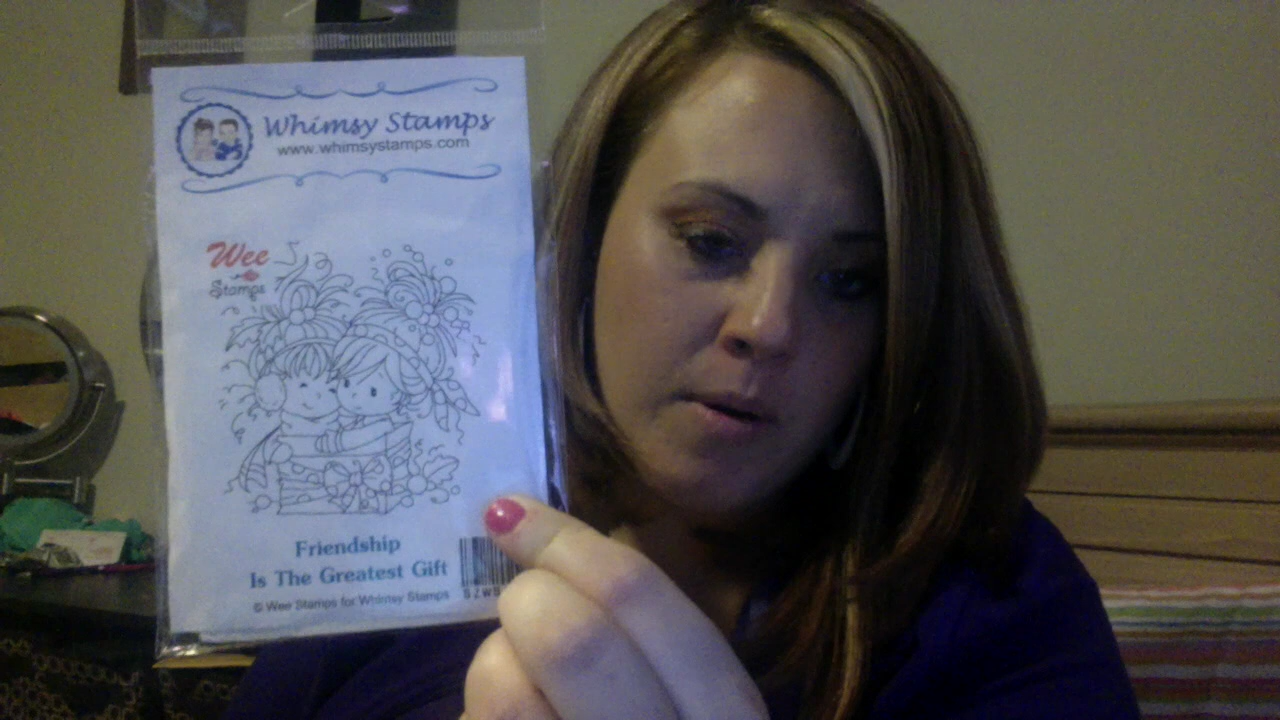 Whimsy Stamps
www.whimsystamps.com
Wee
Stamps
Friendship
Is The Greatest Gift
© Wee Stamps for Whimsy Stamps